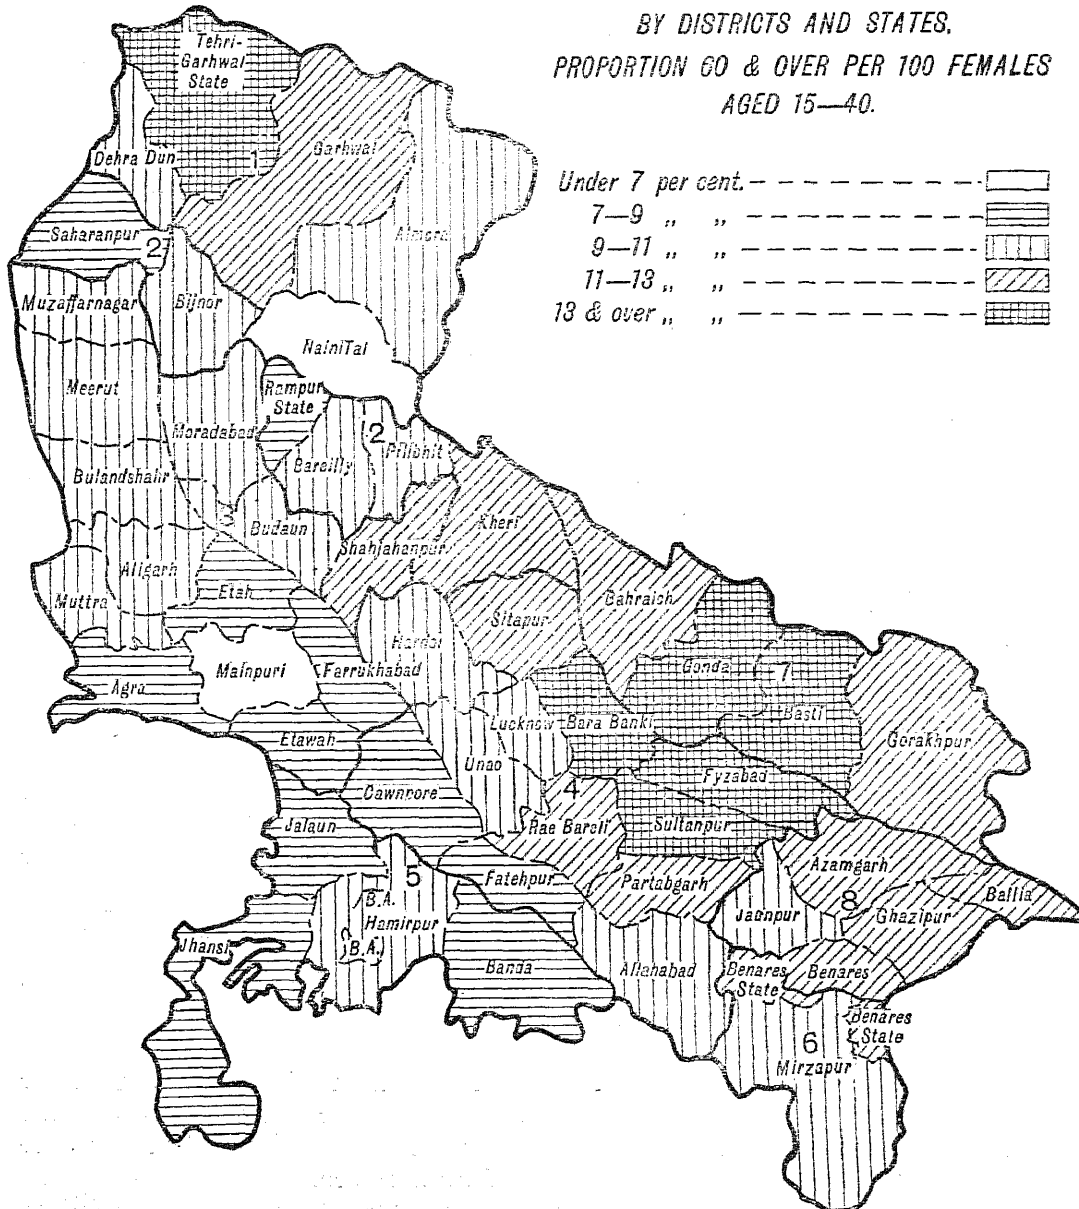 BY DISTRICTS AND STATES.
PROPORTION 60 & OVER PER 100 FEMALES
AGED 15—40.
Under 7 per cent.
7—9 „ „
9—11 „ „
11—13 „ „
13 & over „ „
Tehri-
Garhwal
State
Garhwal
Dehra Dun
1
Almora
Saharanpur
2
Muzaffarnagar
Bijnor
Naini Tal
Meerut
Rampur
State
Moradabad
2
Pilibhit
Bareilly
Bulandshahr
Budaun
Kheri
Shahjahanpur
Aligarh
Etah
Muttra
Bahraich
Sitapur
Hardoi
Mainpuri
Farrukhabad
Gonda
7
Agra
Basti
Lucknow
Bara Banki
Etawah
Gorakhpur
Unao
Fyzabad
Cawnpore
4
Jalaun
Rae Bareli
Sultanpur
Azamgarh
5
Fatehpur
Partabgarh
Ballia
B.A.
8
Jaunpur
Ghazipur
Hamirpur
Jhansi
B.A.
Banda
Allahabad
Benares
State
Benares
Benares
State
6
Mirzapur